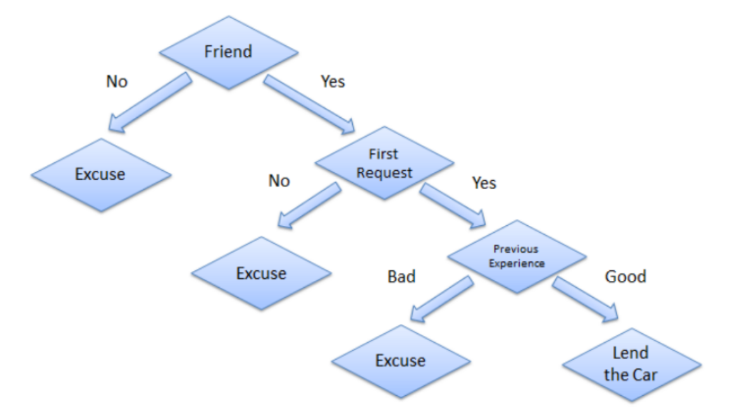 Friend
No
Yes
Excuse
First
Request
No
Yes
Excuse
Previous
Experience
Bad
Good
Excuse
Lend
the Car